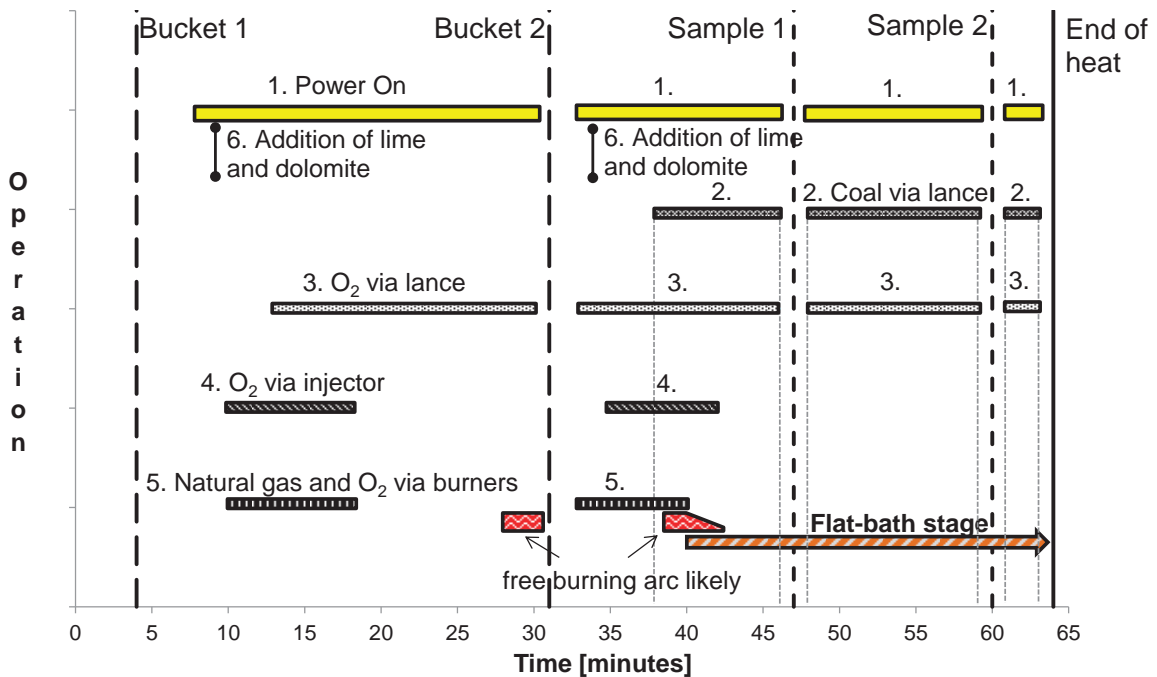 Bucket 1
Bucket 2
Sample 1
Sample 2
End of
heat
1. Power On
1.
1.
1.
6. Addition of lime
and dolomite
6. Addition of lime
and dolomite
2.
2. Coal via lance
2.
3. O₂ via lance
3.
3.
3.
4. O₂ via injector
4.
5. Natural gas and O₂ via burners
5.
Flat-bath stage
free burning arc likely
Operation
0 5 10 15 20 25 30 35 40 45 50 55 60 65
Time [minutes]